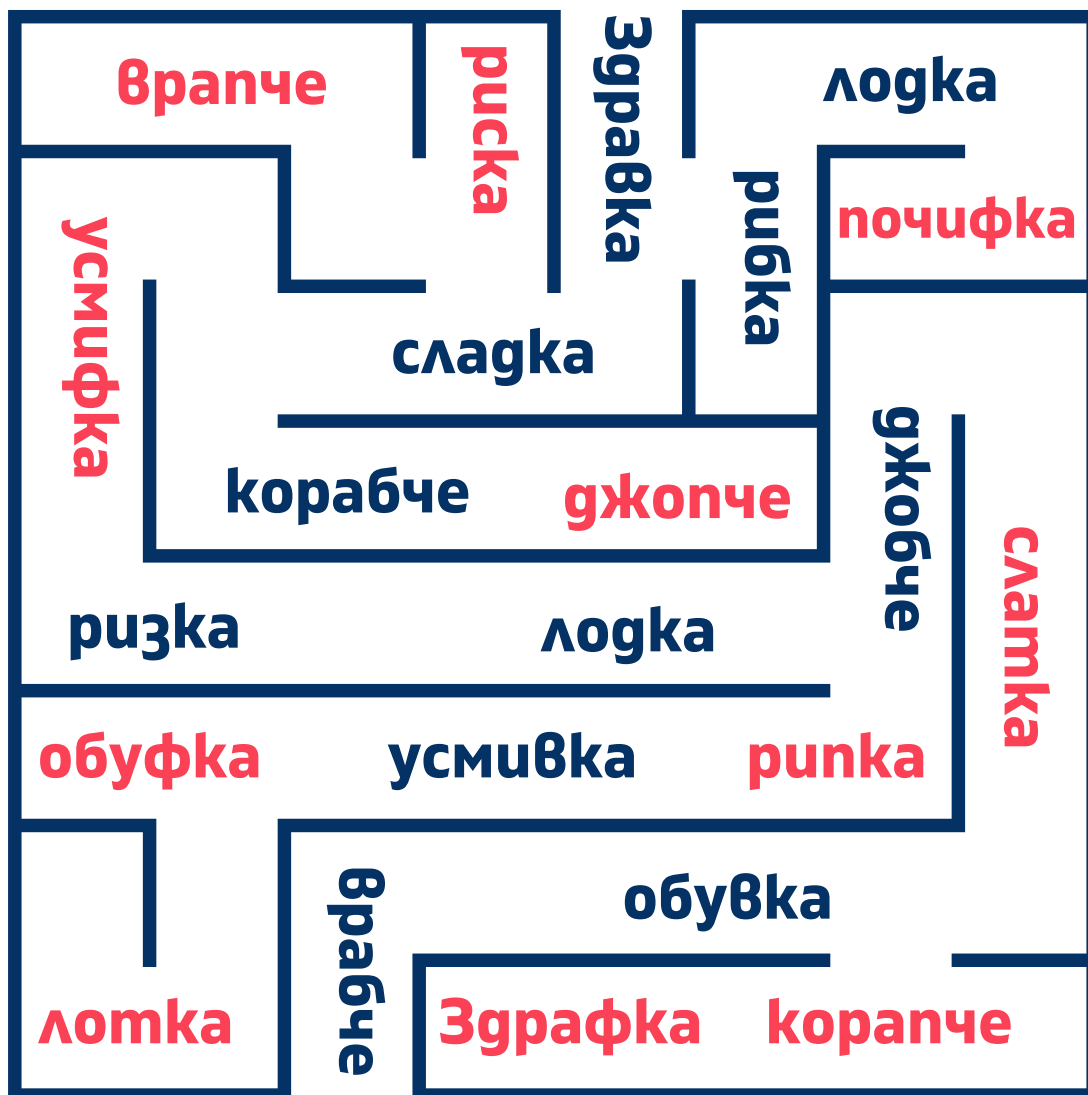 врапче
риска
Здравка
лодка
рибка
почифка
усмифка
сладка
джобче
корабче
джопче
слатка
ризка
лодка
обуфка
усмивка
рипка
врабче
обувка
лотка
Здрафка
корапче